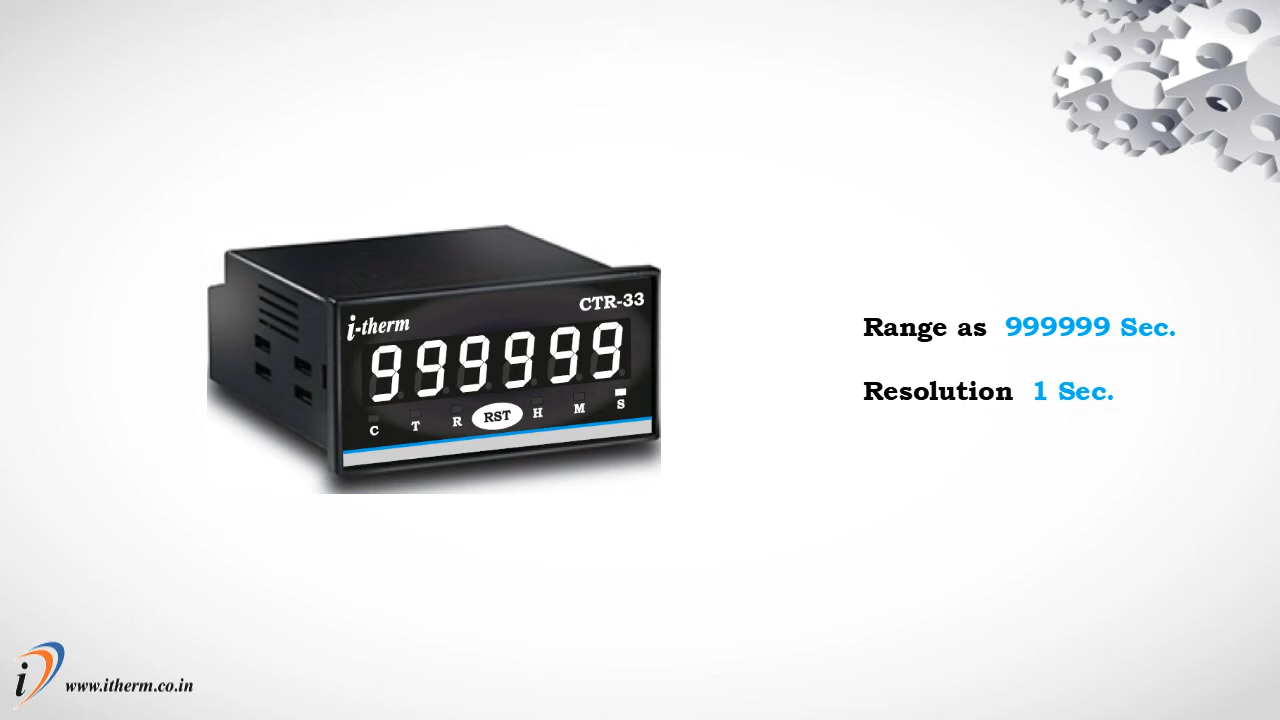 CTR-33
i-therm
999999
C T R RST H M S
Range as 999999 Sec.
Resolution 1 Sec.
i
www.itherm.co.in